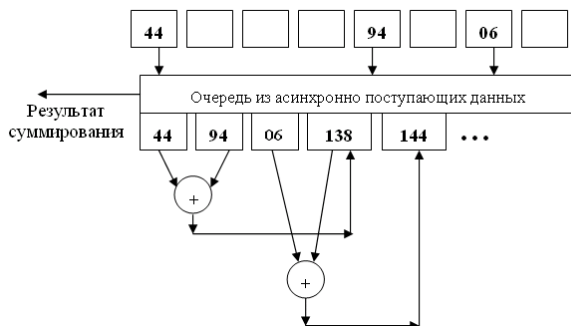 44 94 06
Очередь из асинхронно поступающих данных
Результат
суммирования
44 94 06 138 144 ...
+
+